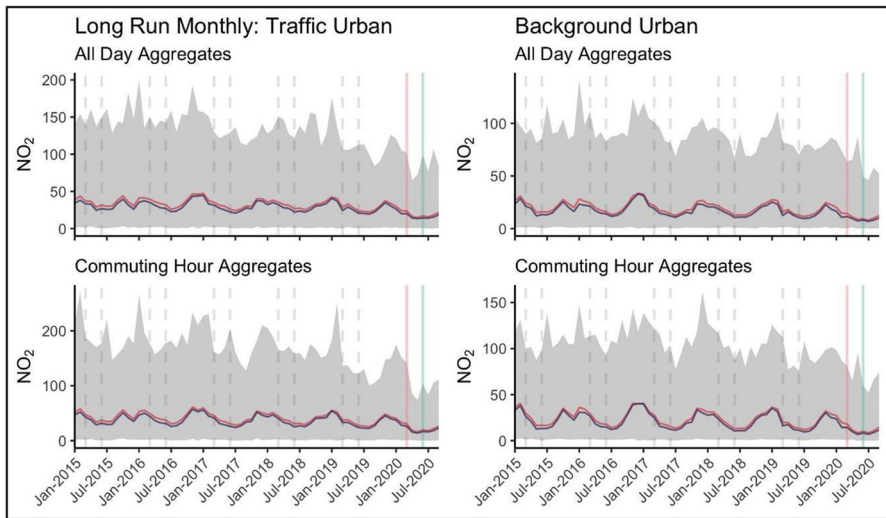 Long Run Monthly: Traffic Urban
All Day Aggregates
200
150
100
50
0
NO₂
Background Urban
All Day Aggregates
100
50
0
NO₂
Commuting Hour Aggregates
200
100
0
NO₂
Jan-2015
Jul-2015
Jan-2016
Jul-2016
Jan-2017
Jul-2017
Jan-2018
Jul-2018
Jan-2019
Jul-2019
Jan-2020
Jul-2020
Commuting Hour Aggregates
150
100
50
0
NO₂
Jan-2015
Jul-2015
Jan-2016
Jul-2016
Jan-2017
Jul-2017
Jan-2018
Jul-2018
Jan-2019
Jul-2019
Jan-2020
Jul-2020